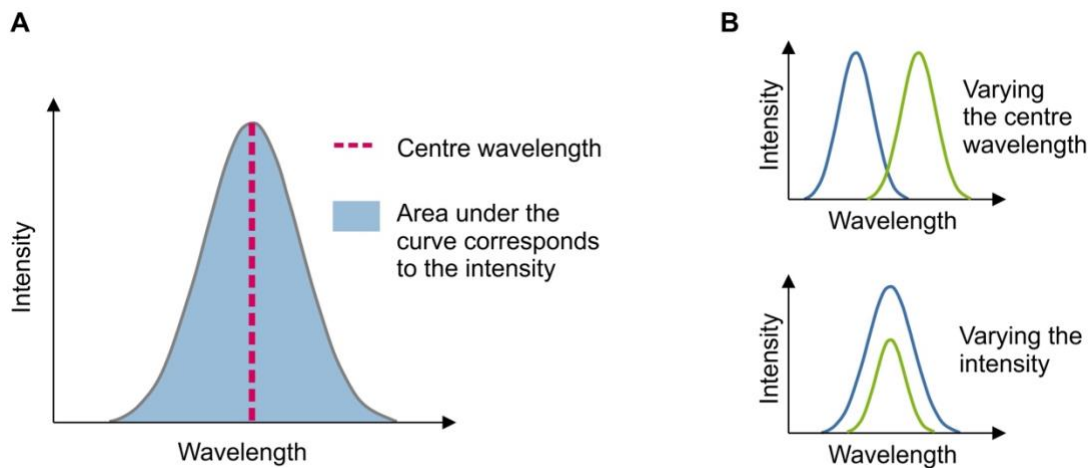 A
Intensity
Centre wavelength
Area under the
curve corresponds
to the intensity
Wavelength
B
Intensity
Varying
the centre
wavelength
Wavelength
Intensity
Varying the
intensity
Wavelength